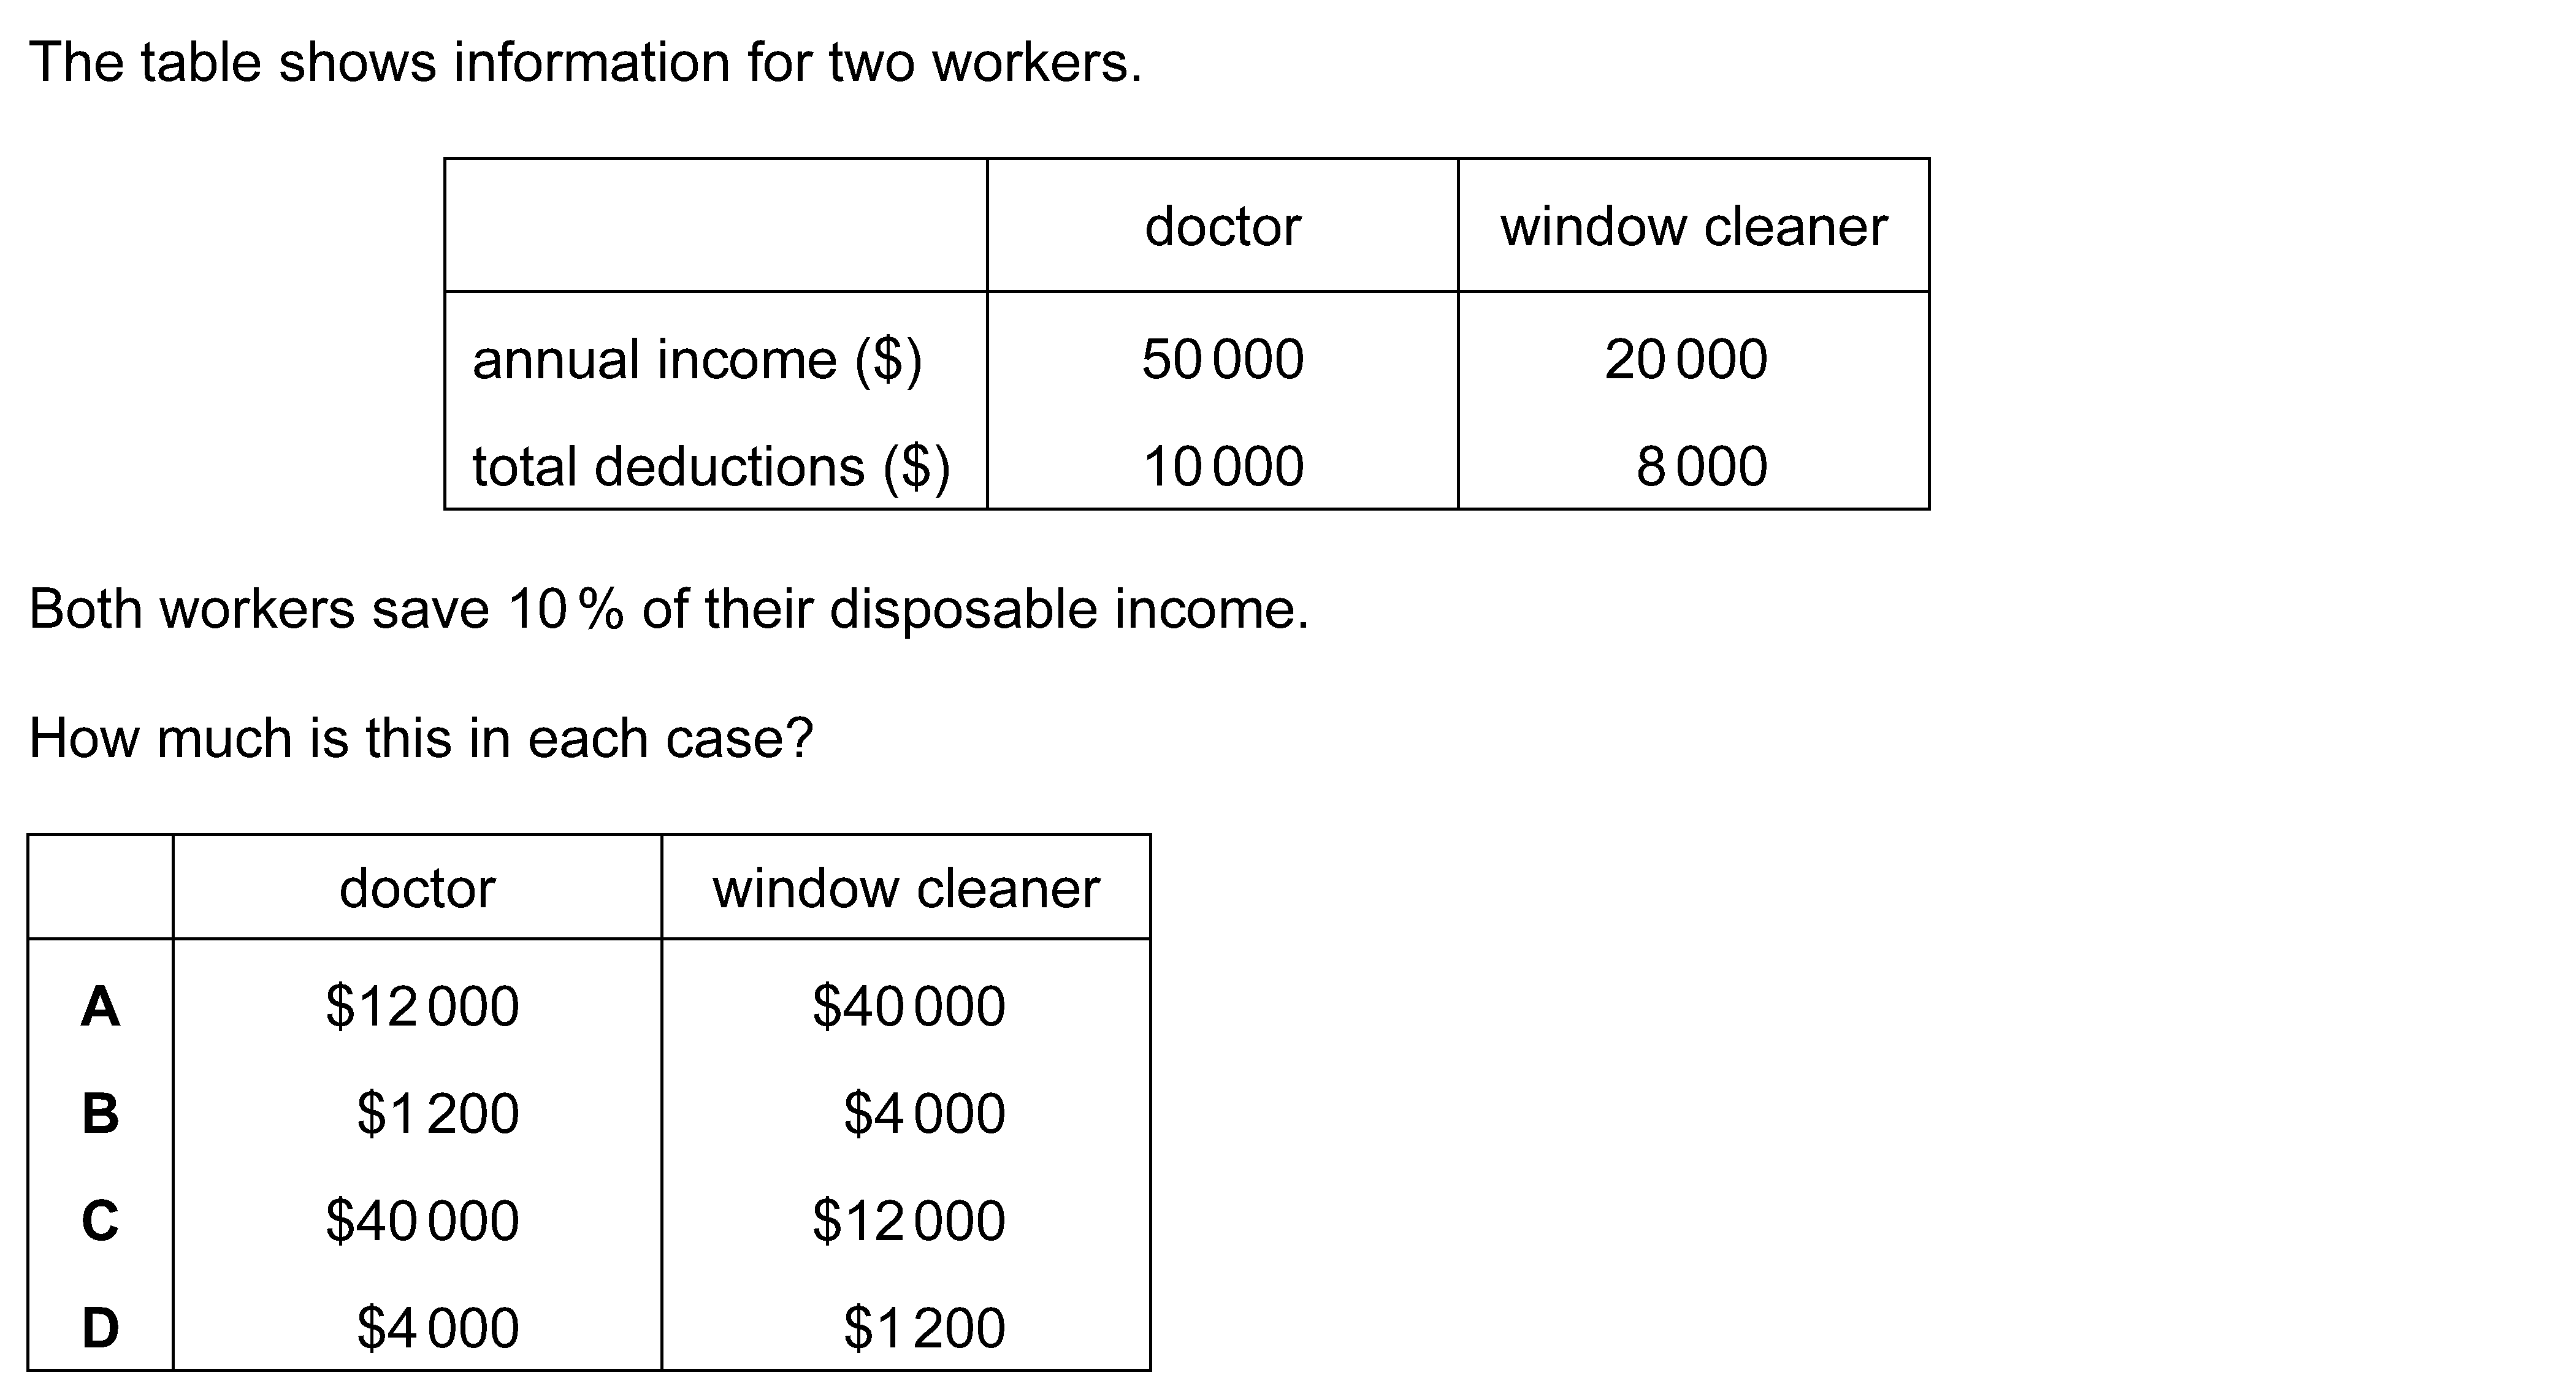 The table shows information for two workers.
doctor window cleaner
annual income ($) 50 000 20 000
total deductions ($) 10 000 8 000
Both workers save 10 % of their disposable income.
How much is this in each case?
doctor window cleaner
A $12 000 $40 000
B $1 200 $4 000
C $40 000 $12 000
D $4 000 $1 200